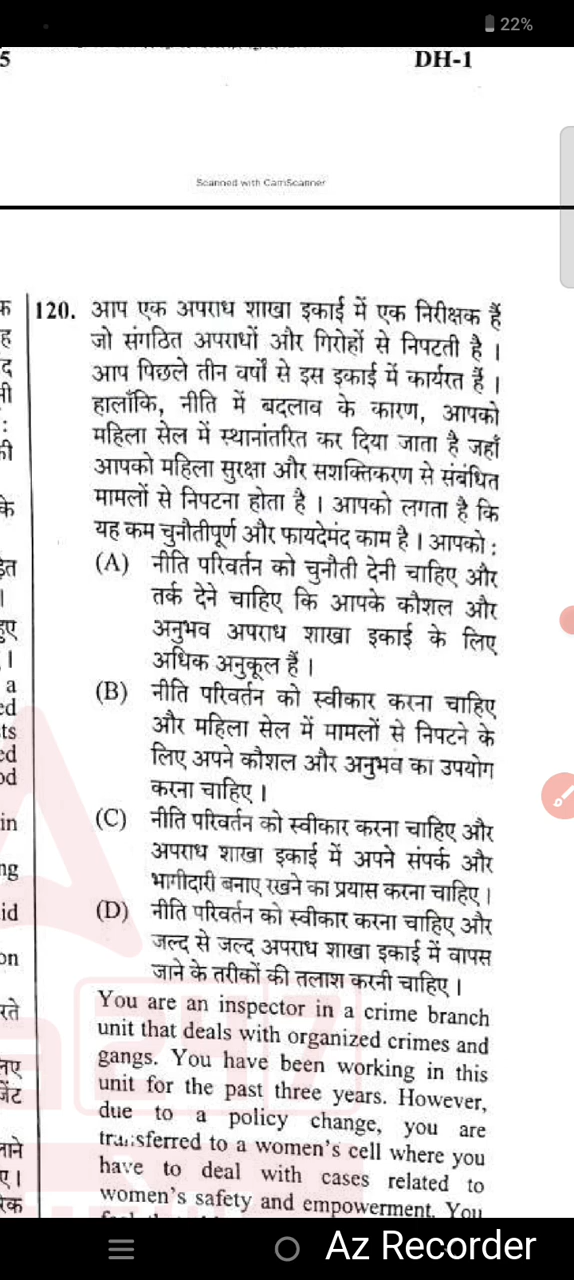 22%
5
DH-1
Scanned with CamScanner
120. आप एक अपराध शाखा इकाई में एक निरीक्षक हैं
जो संगठित अपराधों और गिरोहों से निपटती है ।
आप पिछले तीन वर्षों से इस इकाई में कार्यरत हैं ।
हालाँकि, नीति में बदलाव के कारण, आपको
महिला सेल में स्थानांतरित कर दिया जाता है जहाँ
आपको महिला सुरक्षा और सशक्तिकरण से संबंधित
मामलों से निपटना होता है । आपको लगता है कि
यह कम चुनौतीपूर्ण और फायदेमंद काम है । आपको :
(A) नीति परिवर्तन को चुनौती देनी चाहिए और
तर्क देने चाहिए कि आपके कौशल और
अनुभव अपराध शाखा इकाई के लिए
अधिक अनुकूल हैं ।
(B) नीति परिवर्तन को स्वीकार करना चाहिए
और महिला सेल में मामलों से निपटने के
लिए अपने कौशल और अनुभव का उपयोग
करना चाहिए ।
(C) नीति परिवर्तन को स्वीकार करना चाहिए और
अपराध शाखा इकाई में अपने संपर्क और
भागीदारी बनाए रखने का प्रयास करना चाहिए ।
(D) नीति परिवर्तन को स्वीकार करना चाहिए और
जल्द से जल्द अपराध शाखा इकाई में वापस
जाने के तरीकों की तलाश करनी चाहिए ।
You are an inspector in a crime branch
unit that deals with organized crimes and
gangs. You have been working in this
unit for the past three years. However,
due to a policy change, you are
transferred to a women's cell where you
have to deal with cases related to
women's safety and empowerment. You
Az Recorder